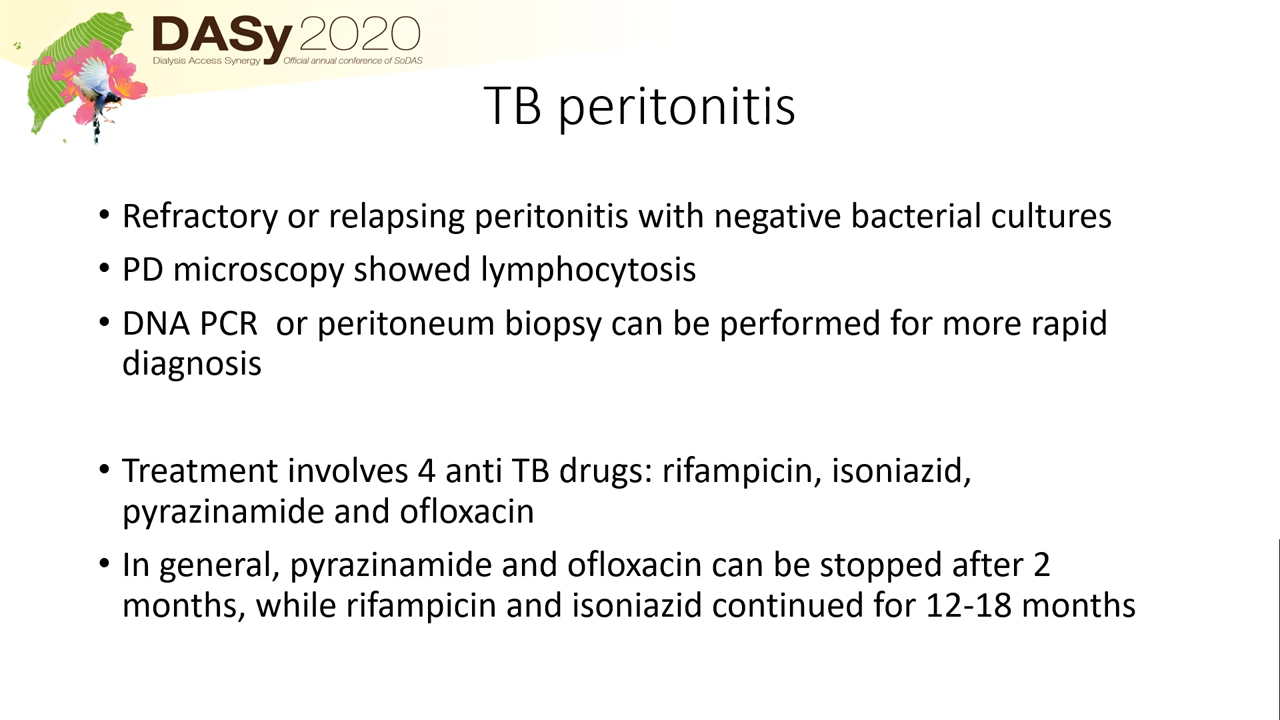 DASy 2020
Dialysis Access Synergy Official annual conference of SoDAS
TB peritonitis
• Refractory or relapsing peritonitis with negative bacterial cultures
• PD microscopy showed lymphocytosis
• DNA PCR  or peritoneum biopsy can be performed for more rapid
diagnosis
• Treatment involves 4 anti TB drugs: rifampicin, isoniazid,
pyrazinamide and ofloxacin
• In general, pyrazinamide and ofloxacin can be stopped after 2
months, while rifampicin and isoniazid continued for 12-18 months